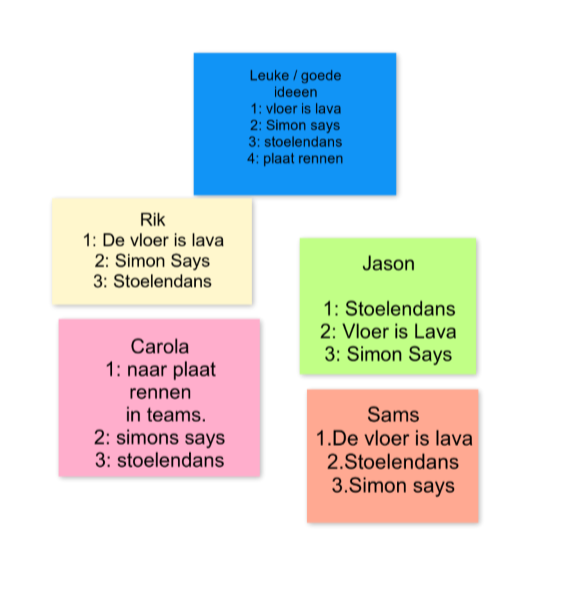 Leuke / goede
ideeen
1: vloer is lava
2: Simon says
3: stoelendans
4: plaat rennen
Rik
1: De vloer is lava
2: Simon Says
3: Stoelendans
Jason
1: Stoelendans
2: Vloer is Lava
3: Simon Says
Carola
1: naar plaat
rennen
in teams.
2: simons says
3: stoelendans
Sams
1.De vloer is lava
2.Stoelendans
3.Simon says